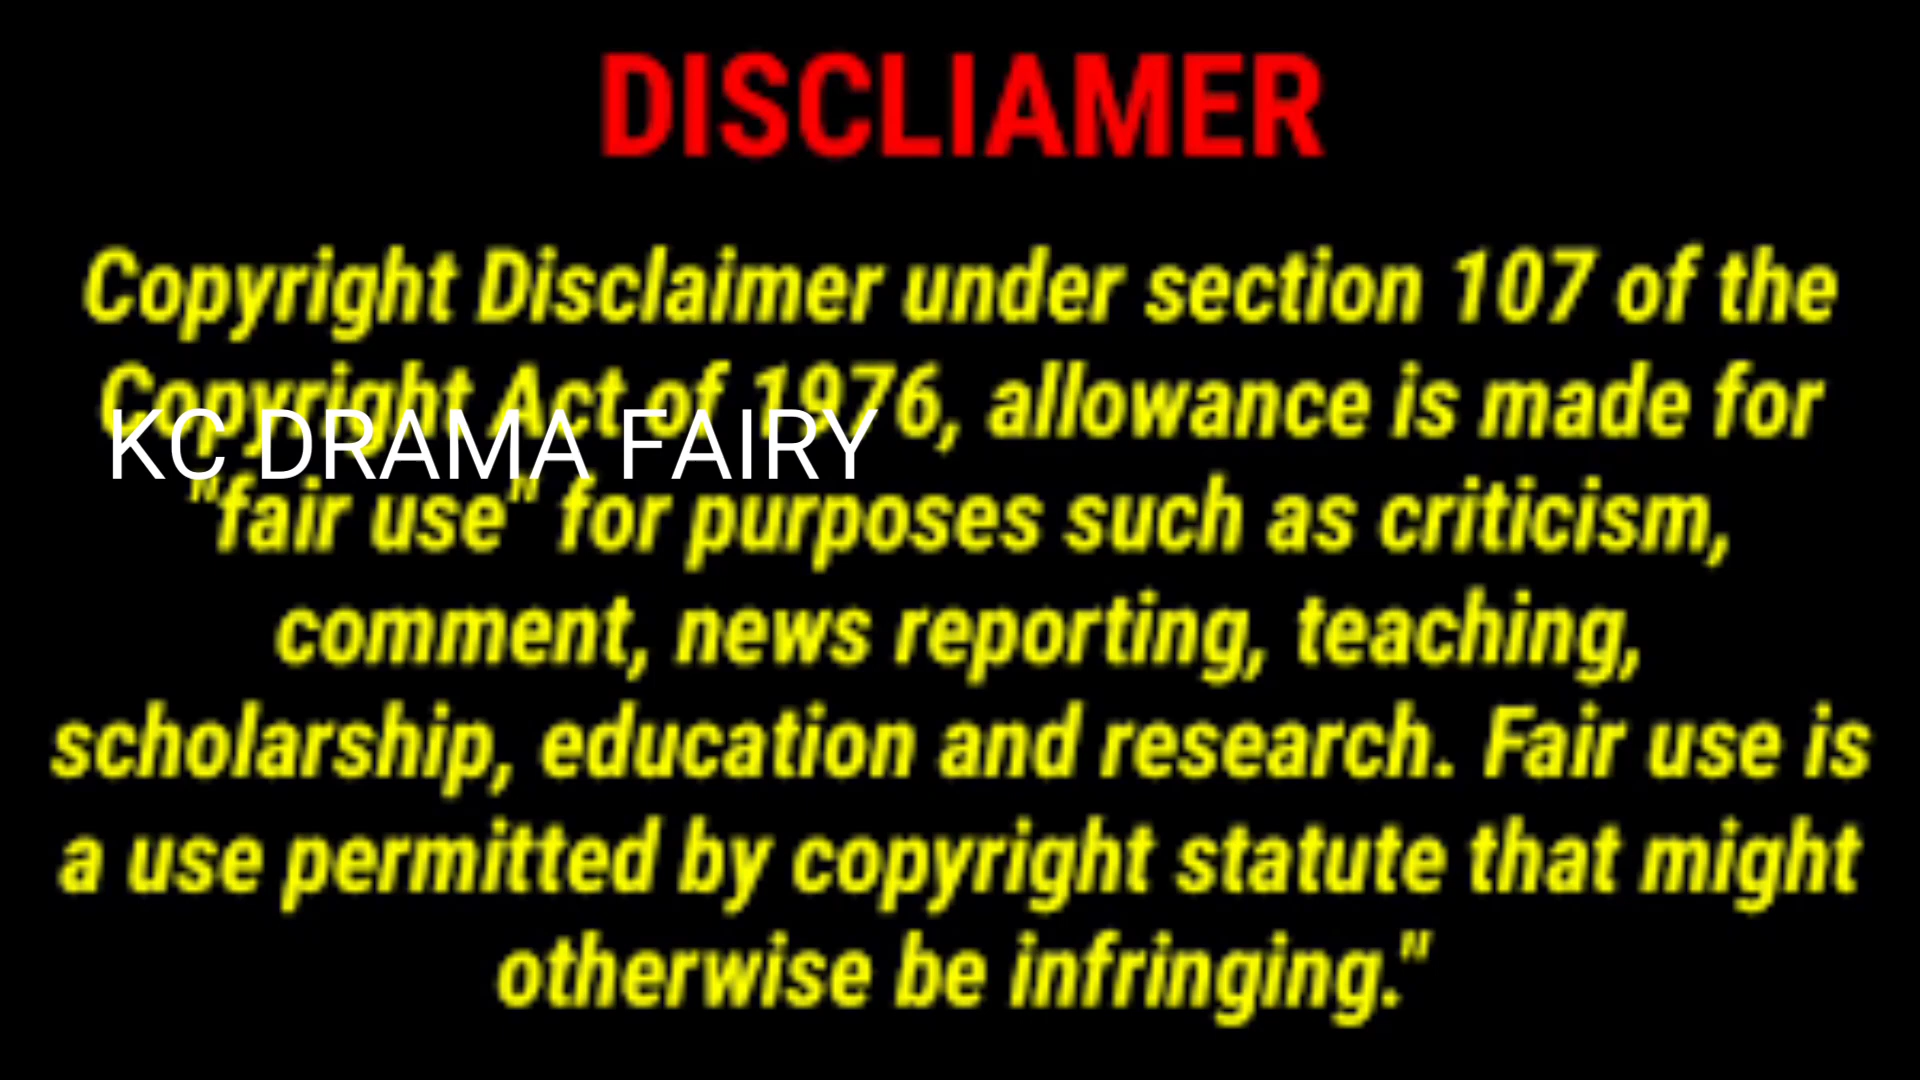 DISCLIAMER
Copyright Disclaimer under section 107 of the
Copyright Act of 1976, allowance is made for
KC DRAMA FAIRY
"fair use" for purposes such as criticism,
comment, news reporting, teaching,
scholarship, education and research. Fair use is
a use permitted by copyright statute that might
otherwise be infringing."